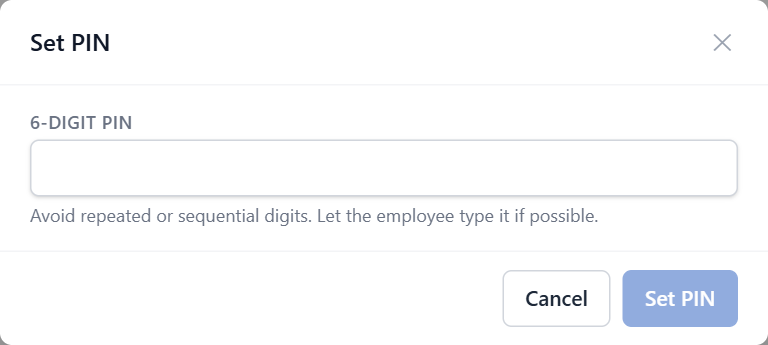 Set PIN
6-DIGIT PIN
Avoid repeated or sequential digits. Let the employee type it if possible.
Cancel
Set PIN